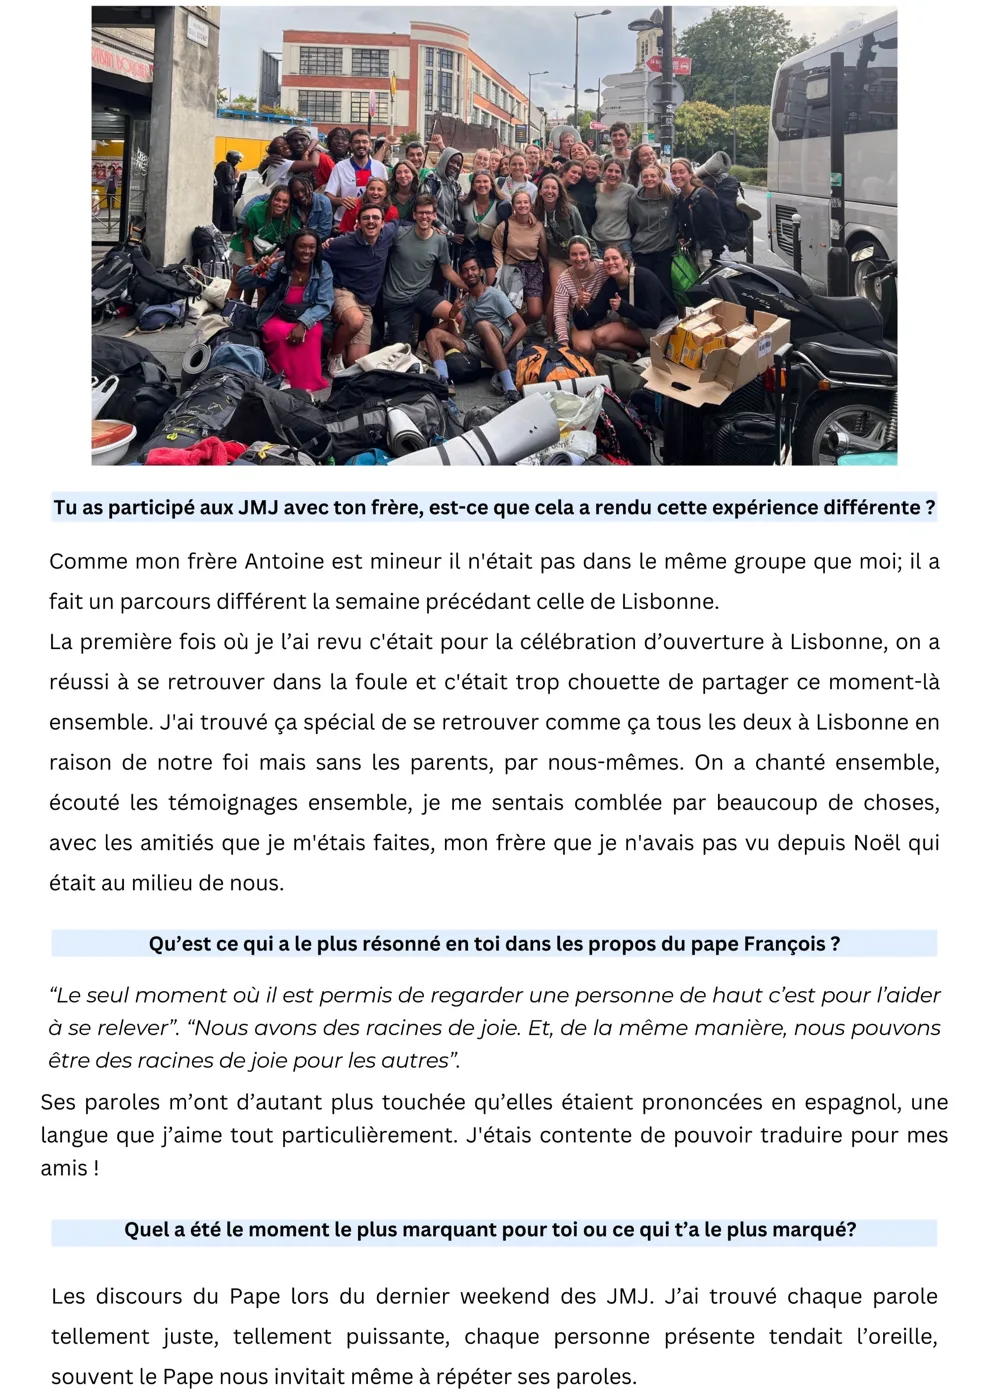 Tu as participé aux JMJ avec ton frère, est-ce que cela a rendu cette expérience différente ?
Comme mon frère Antoine est mineur il n'était pas dans le même groupe que moi; il a
fait un parcours différent la semaine précédant celle de Lisbonne.
La première fois où je l’ai revu c'était pour la célébration d’ouverture à Lisbonne, on a
réussi à se retrouver dans la foule et c'était trop chouette de partager ce moment-là
ensemble. J'ai trouvé ça spécial de se retrouver comme ça tous les deux à Lisbonne en
raison de notre foi mais sans les parents, par nous-mêmes. On a chanté ensemble,
écouté les témoignages ensemble, je me sentais comblée par beaucoup de choses,
avec les amitiés que je m'étais faites, mon frère que je n'avais pas vu depuis Noël qui
était au milieu de nous.
Qu’est ce qui a le plus résonné en toi dans les propos du pape François ?
“Le seul moment où il est permis de regarder une personne de haut c’est pour l’aider
à se relever”. “Nous avons des racines de joie. Et, de la même manière, nous pouvons
être des racines de joie pour les autres”.
Ses paroles m’ont d’autant plus touchée qu’elles étaient prononcées en espagnol, une
langue que j’aime tout particulièrement. J'étais contente de pouvoir traduire pour mes
amis !
Quel a été le moment le plus marquant pour toi ou ce qui t’a le plus marqué?
Les discours du Pape lors du dernier weekend des JMJ. J’ai trouvé chaque parole
tellement juste, tellement puissante, chaque personne présente tendait l’oreille,
souvent le Pape nous invitait même à répéter ses paroles.